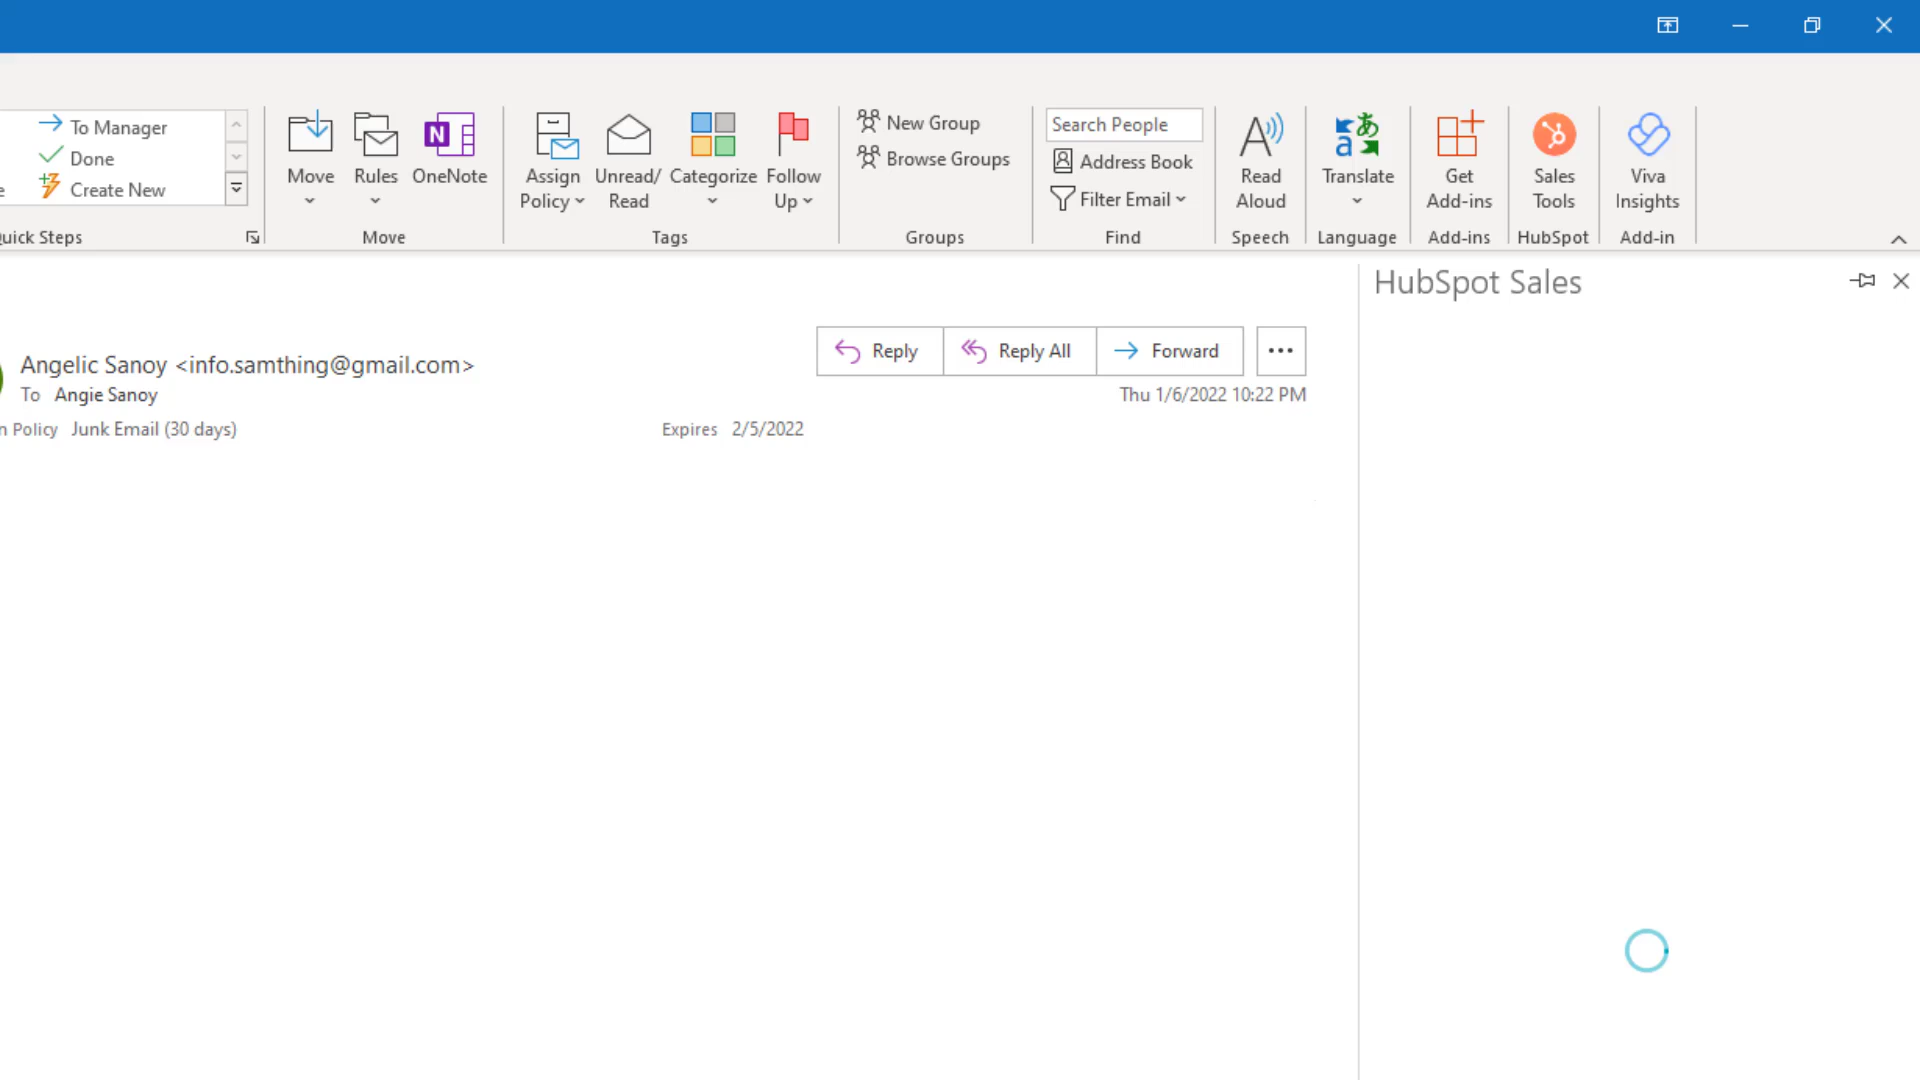 To Manager
Done
Create New
Quick Steps
Move
Rules
OneNote
Move
Assign Policy
Unread/ Read
Categorize
Follow Up
Tags
New Group
Browse Groups
Groups
Search People
Address Book
Filter Email
Find
Read Aloud
Speech
Translate
Language
Get Add-ins
Add-ins
Sales Tools
HubSpot
Viva Insights
Add-in
HubSpot Sales
Reply
Reply All
Forward
Angelic Sanoy <info.samthing@gmail.com>
To Angie Sanoy
Thu 1/6/2022 10:22 PM
n Policy Junk Email (30 days)
Expires 2/5/2022